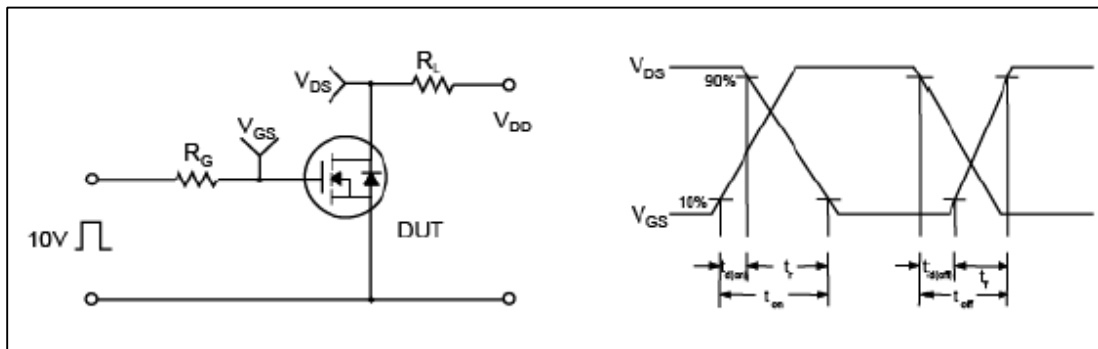 R_L
V_DS
V_DD
V_GS
R_G
DUT
10V
V_DS
90%
10%
V_GS
t_d(on)
t_r
t_d(off)
t_f
t_on
t_off